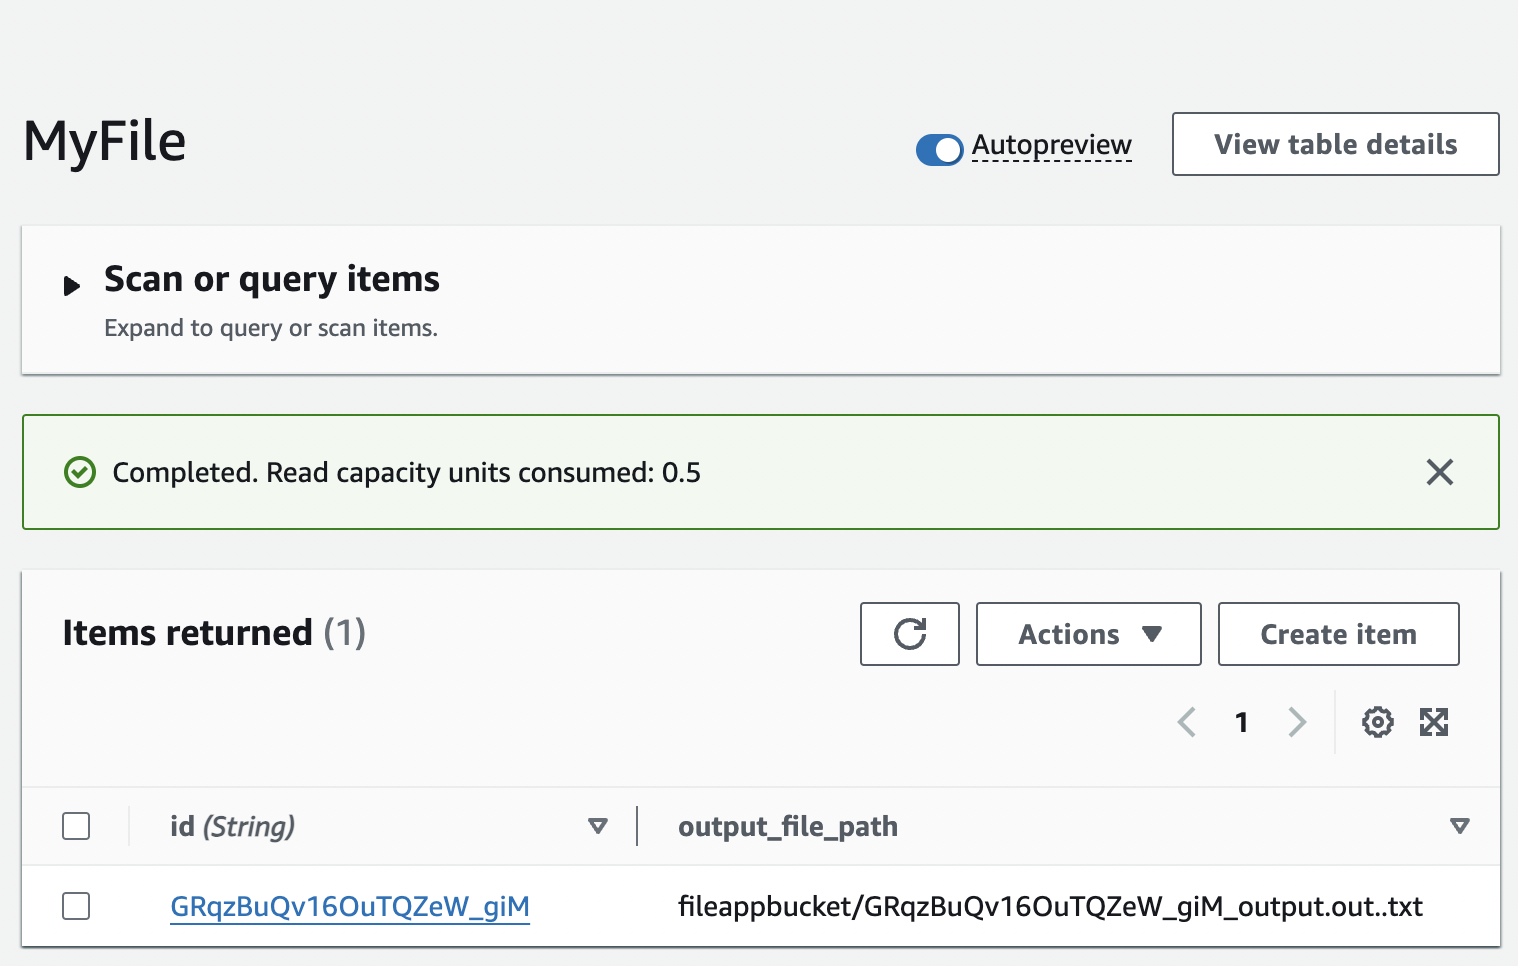 MyFile
Autopreview
View table details
Scan or query items
Expand to query or scan items.
Completed. Read capacity units consumed: 0.5
Items returned (1)
Actions
Create item
1
id (String)
output_file_path
GRqzBuQv16OuTQZeW_giM
fileappbucket/GRqzBuQv16OuTQZeW_giM_output.out..txt